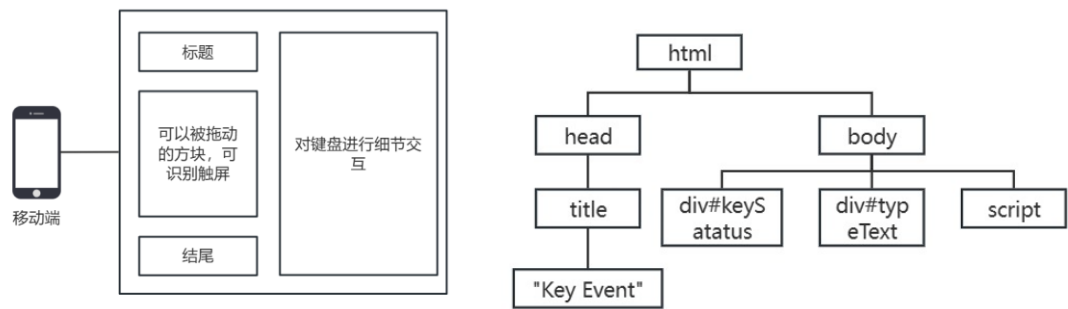 移动端
标题
可以被拖动
的方块，可
识别触屏
结尾
对键盘进行细节交
互
html
head
body
title
div#keyS
atatus
div#typ
eText
script
"Key Event"